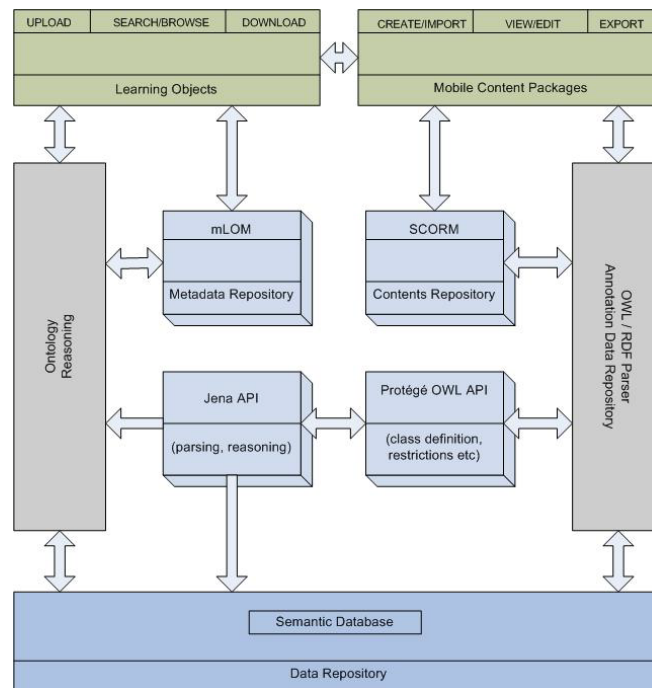 UPLOAD SEARCH/BROWSE DOWNLOAD
CREATE/IMPORT VIEW/EDIT EXPORT
Learning Objects
Mobile Content Packages
mLOM
Metadata Repository
SCORM
Contents Repository
Ontology
Reasoning
OWL / RDF Parser
Annotation Data Repository
Jena API
(parsing, reasoning)
Protégé OWL API
(class definition,
restrictions etc)
Semantic Database
Data Repository